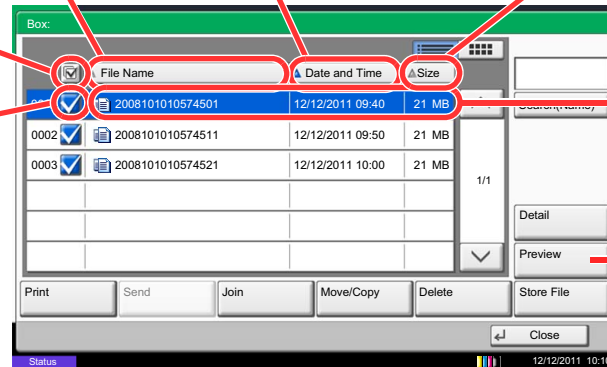 Box:
File Name Date and Time Size
2008101010574501 12/12/2011 09:40 21 MB
0002 2008101010574511 12/12/2011 09:50 21 MB
0003 2008101010574521 12/12/2011 10:00 21 MB
Search(Name)
1/1
Detail
Preview
Print Send Join Move/Copy Delete Store File
Close
Status 12/12/2011 10:10